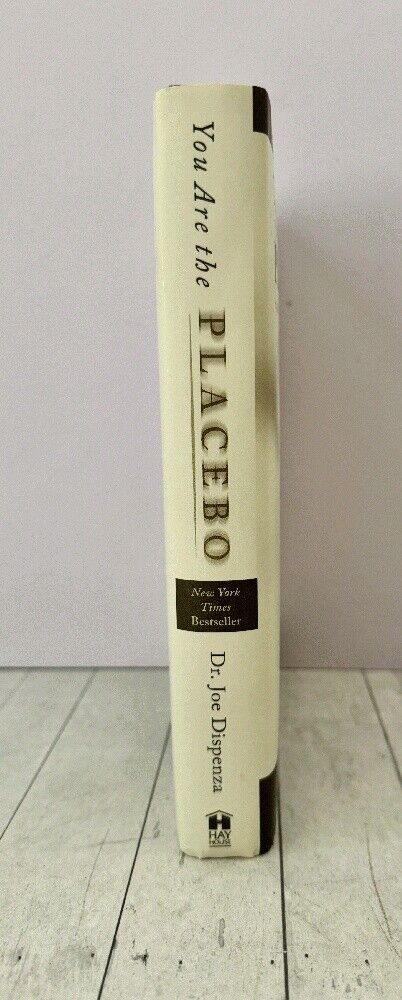 You Are the
PLACEBO
New York
Times
Bestseller
Dr. Joe Dispenza
HAY
HOUSE